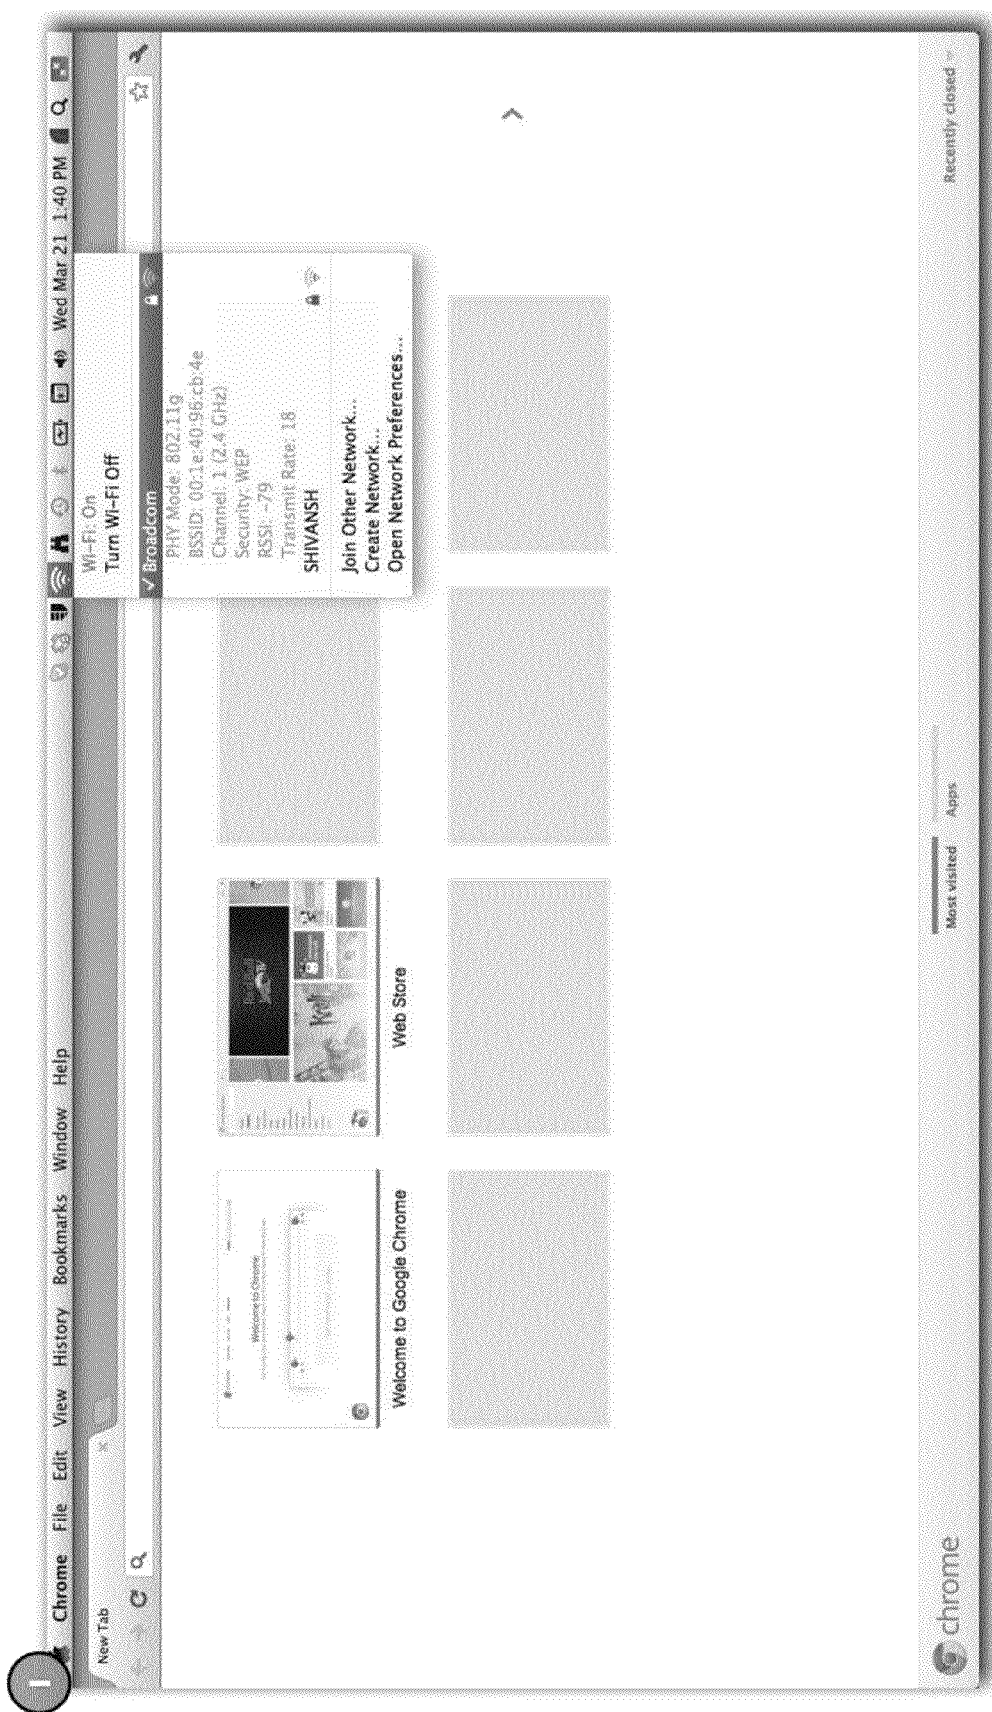 1
Chrome File Edit View History Bookmarks Window Help Wed Mar 21 1:40 PM
New Tab
Wi-Fi: On
Turn Wi-Fi Off
✓ Broadcom
PHY Mode: 802.11g
BSSID: 00:1e:40:96:cb:4e
Channel: 1 (2.4 GHz)
Security: WEP
RSSI: -79
Transmit Rate: 18
SHIVANSH
Join Other Network...
Create Network...
Open Network Preferences...
Welcome to Chrome
Welcome to Google Chrome
Web Store
chrome
Most visited
Apps
Recently closed